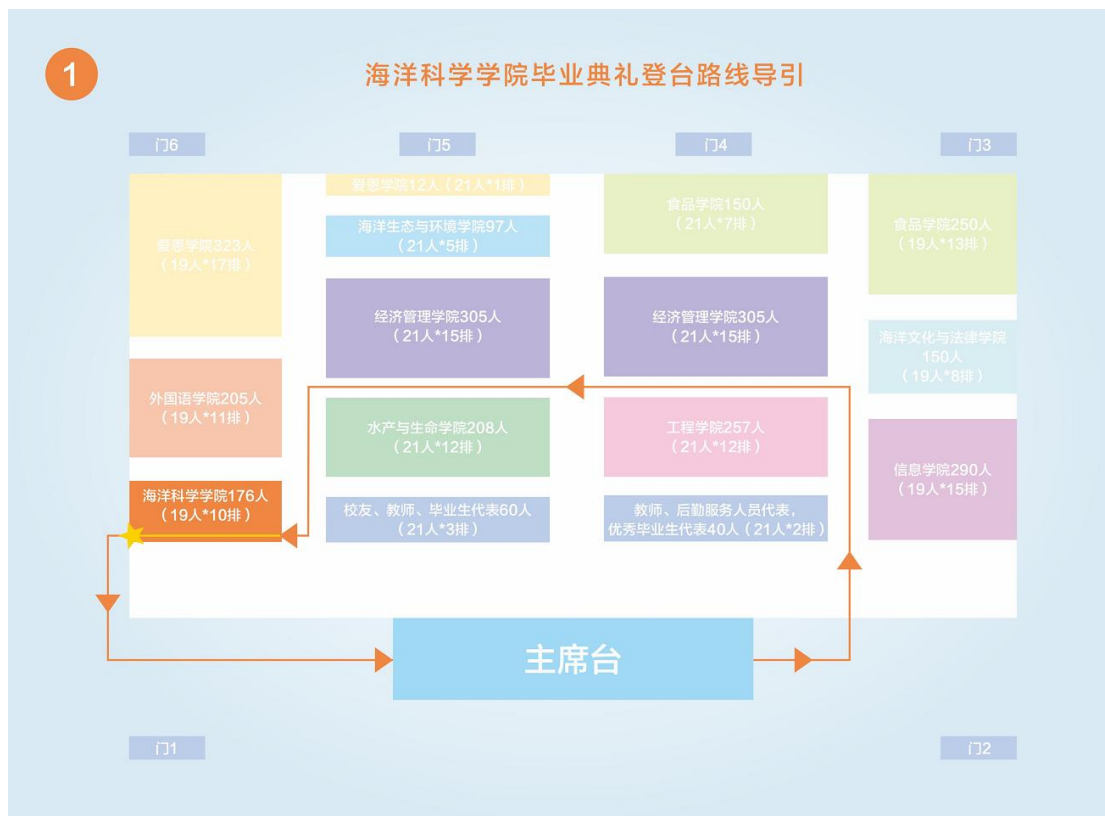 1
海洋科学学院毕业典礼登台路线导引
门6
门5
门4
门3
爱恩学院323人
（19人*17排）
爱恩学院12人（21人*1排）
海洋生态与环境学院97人
（21人*5排）
食品学院150人
（21人*7排）
食品学院250人
（19人*13排）
经济管理学院305人
（21人*15排）
经济管理学院305人
（21人*15排）
海洋文化与法律学院
150人
（19人*8排）
外国语学院205人
（19人*11排）
水产与生命学院208人
（21人*12排）
工程学院257人
（21人*12排）
信息学院290人
（19人*15排）
海洋科学学院176人
（19人*10排）
校友、教师、毕业生代表60人
（21人*3排）
教师、后勤服务人员代表，
优秀毕业生代表40人（21人*2排）
主席台
门1
门2